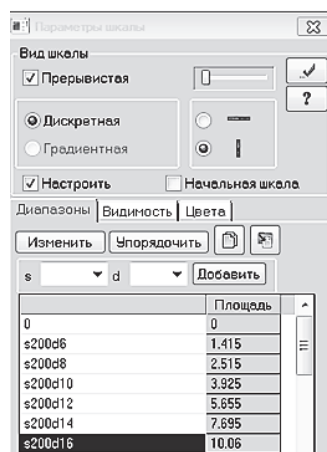 Параметры шкалы
Вид шкалы
Прерывистая
?
Дискретная
Градиентная
Настроить Начальная шкала
Диапазоны Видимость Цвета
Изменить Упорядочить
s d Добавить
Площадь
0 0
s200d6 1.415
s200d8 2.515
s200d10 3.925
s200d12 5.655
s200d14 7.695
s200d16 10.06